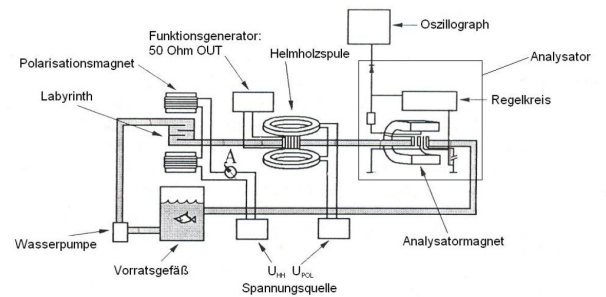 Oszillograph
Funktionsgenerator:
50 Ohm OUT
Helmholzspule
Analysator
Polarisationsmagnet
Labyrinth
Regelkreis
A
Wasserpumpe
Vorratsgefäß
U_HH U_POL
Spannungsquelle
Analysatormagnet